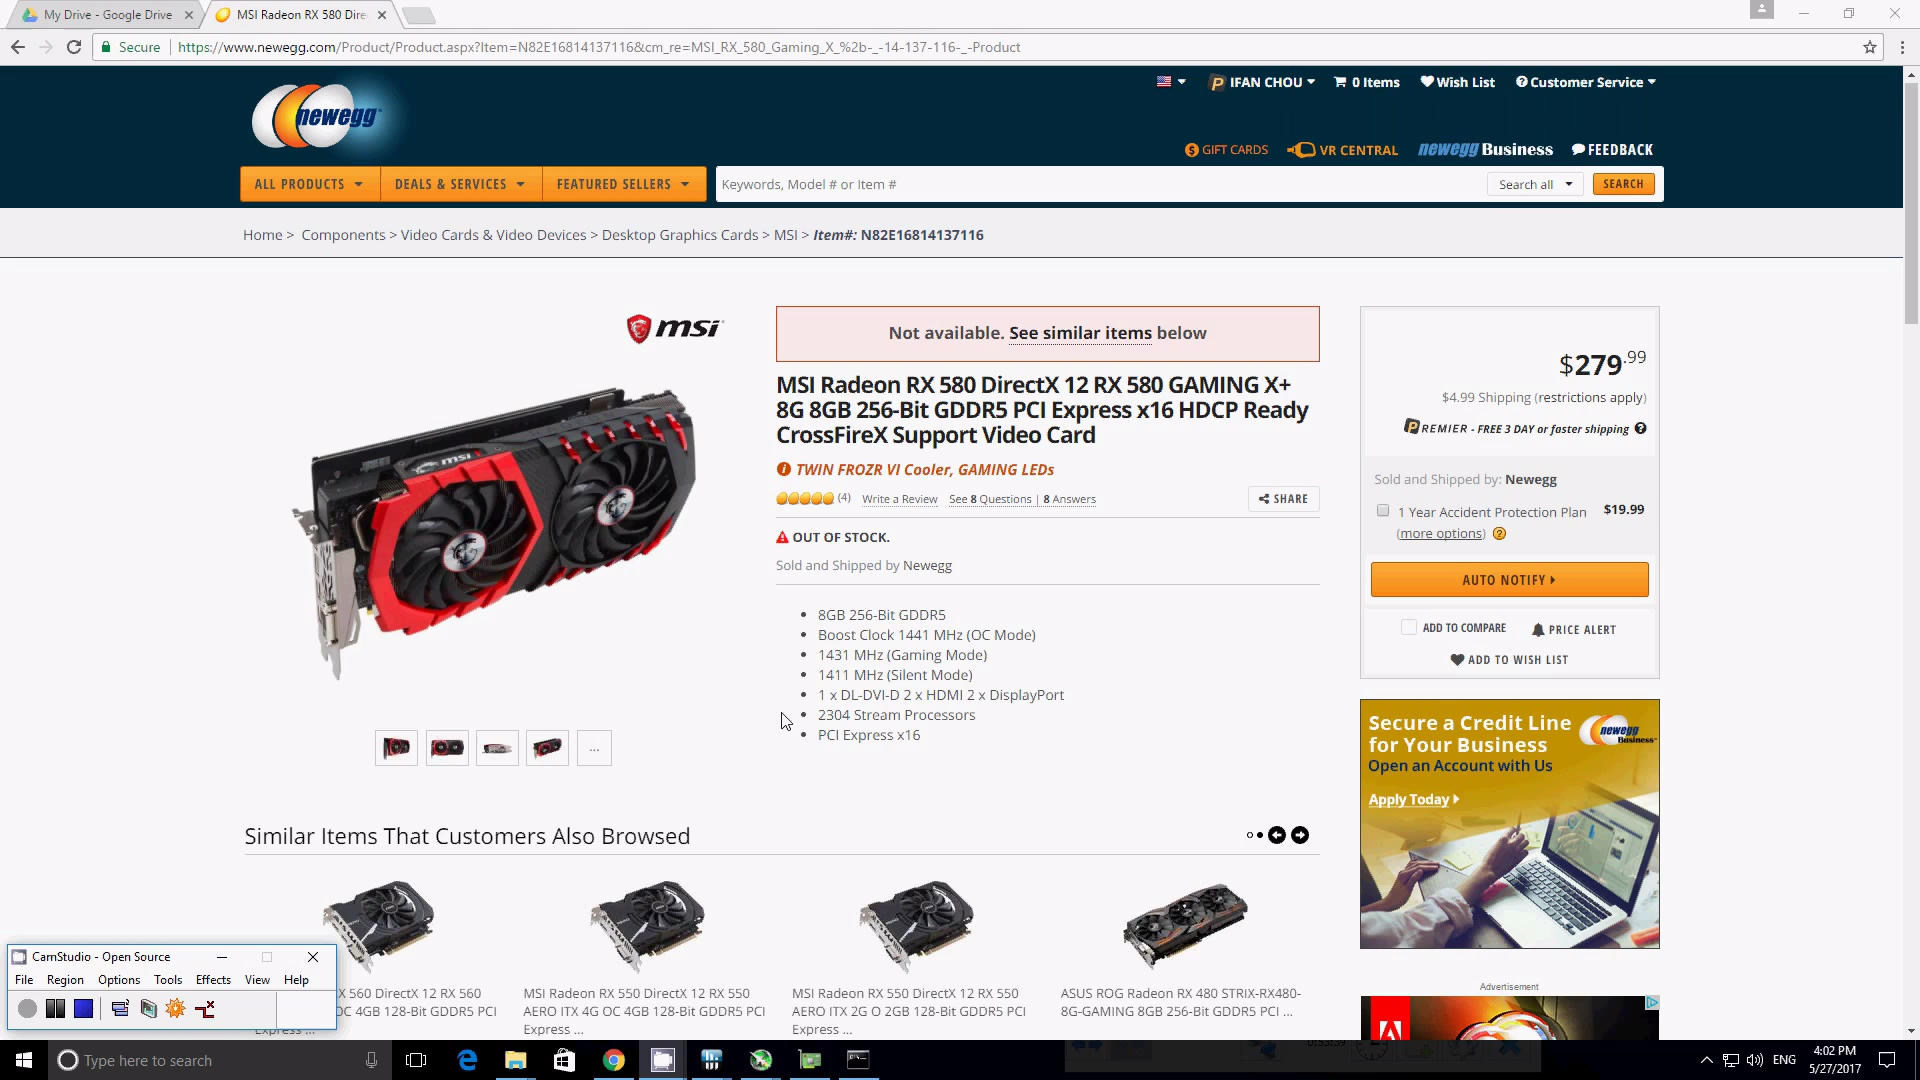 My Drive - Google Drive
MSI Radeon RX 580 Dire
Secure
https://www.newegg.com/Product/Product.aspx?Item=N82E16814137116&cm_re=MSI_RX_580_Gaming_X_%2b-_-14-137-116-_-Product
newegg
IFAN CHOU
0 Items
Wish List
Customer Service
GIFT CARDS
VR CENTRAL
newegg Business
FEEDBACK
ALL PRODUCTS
DEALS & SERVICES
FEATURED SELLERS
Keywords, Model # or Item #
Search all
SEARCH
Home > Components > Video Cards & Video Devices > Desktop Graphics Cards > MSI > Item#: N82E16814137116
msi
msi
Not available. See similar items below
MSI Radeon RX 580 DirectX 12 RX 580 GAMING X+
8G 8GB 256-Bit GDDR5 PCI Express x16 HDCP Ready
CrossFireX Support Video Card
TWIN FROZR VI Cooler, GAMING LEDs
(4) Write a Review See 8 Questions | 8 Answers
SHARE
OUT OF STOCK.
Sold and Shipped by Newegg
8GB 256-Bit GDDR5
Boost Clock 1441 MHz (OC Mode)
1431 MHz (Gaming Mode)
1411 MHz (Silent Mode)
1 x DL-DVI-D 2 x HDMI 2 x DisplayPort
2304 Stream Processors
PCI Express x16
...
$279.99
$4.99 Shipping (restrictions apply)
PREMIER - FREE 3 DAY or faster shipping
Sold and Shipped by: Newegg
1 Year Accident Protection Plan $19.99
(more options)
AUTO NOTIFY
ADD TO COMPARE
PRICE ALERT
ADD TO WISH LIST
Secure a Credit Line
for Your Business
Open an Account with Us
Apply Today
newegg
Business
Similar Items That Customers Also Browsed
X 560 DirectX 12 RX 560
OC 4GB 128-Bit GDDR5 PCI
Express ...
MSI Radeon RX 550 DirectX 12 RX 550
AERO ITX 4G OC 4GB 128-Bit GDDR5 PCI
Express ...
MSI Radeon RX 550 DirectX 12 RX 550
AERO ITX 2G O 2GB 128-Bit GDDR5 PCI
Express ...
ASUS ROG Radeon RX 480 STRIX-RX480-
8G-GAMING 8GB 256-Bit GDDR5 PCI ...
Advertisement
CamStudio - Open Source
File Region Options Tools Effects View Help
Type here to search
ENG
4:02 PM
5/27/2017